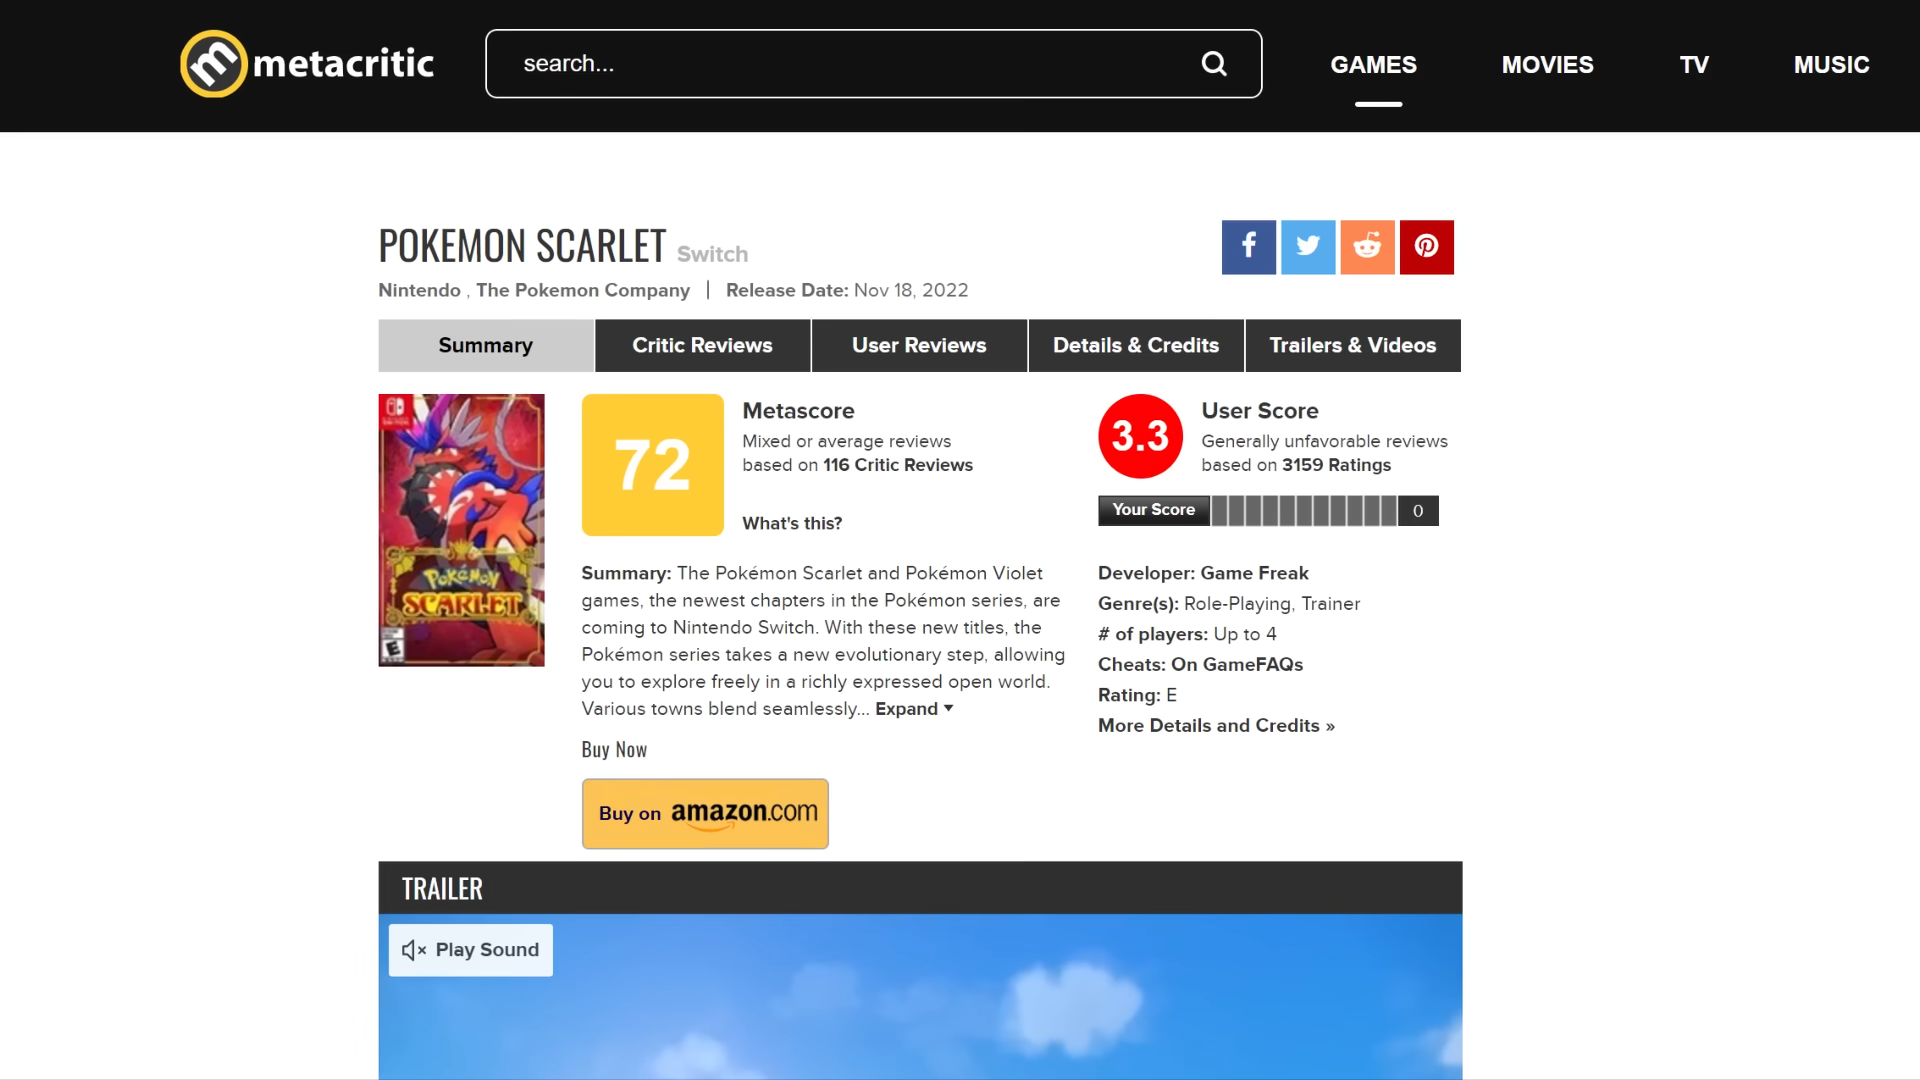 metacritic
search...
GAMES
MOVIES
TV
MUSIC
POKEMON SCARLET Switch
Nintendo , The Pokemon Company | Release Date: Nov 18, 2022
Summary
Critic Reviews
User Reviews
Details & Credits
Trailers & Videos
POKéMON
SCARLET
E
72
Metascore
Mixed or average reviews
based on 116 Critic Reviews
What's this?
3.3
User Score
Generally unfavorable reviews
based on 3159 Ratings
Your Score
0
Summary: The Pokémon Scarlet and Pokémon Violet
games, the newest chapters in the Pokémon series, are
coming to Nintendo Switch. With these new titles, the
Pokémon series takes a new evolutionary step, allowing
you to explore freely in a richly expressed open world.
Various towns blend seamlessly... Expand
Developer: Game Freak
Genre(s): Role-Playing, Trainer
# of players: Up to 4
Cheats: On GameFAQs
Rating: E
More Details and Credits »
Buy Now
Buy on amazon.com
TRAILER
Play Sound